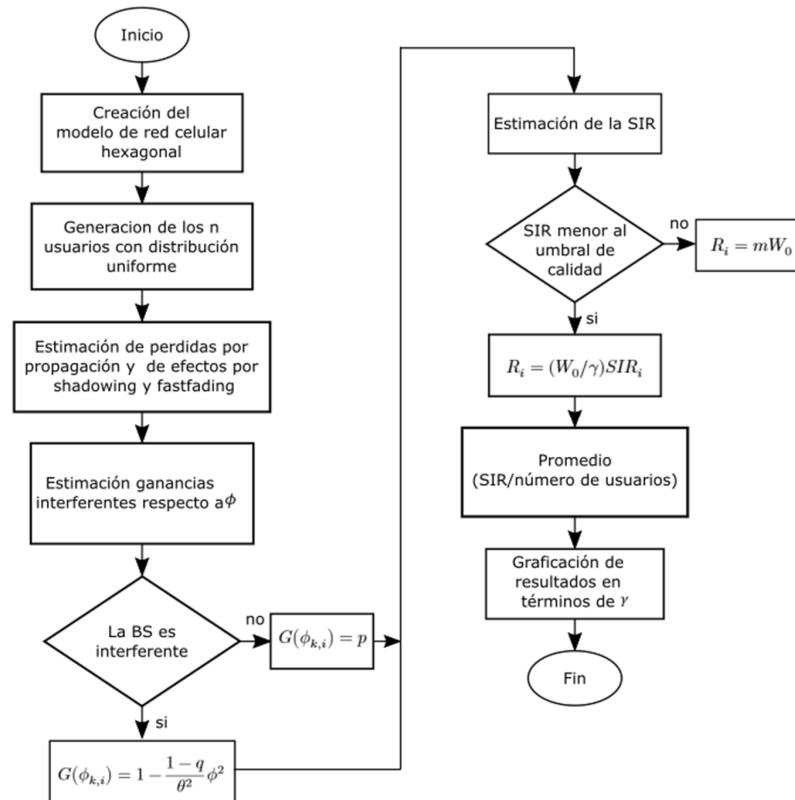 Inicio
Creación del
modelo de red celular
hexagonal
Generacion de los n
usuarios con distribución
uniforme
Estimación de perdidas por
propagación y de efectos por
shadowing y fastfading
Estimación ganancias
interferentes respecto a ϕ
La BS es
interferente
no
G(ϕ_{k,i}) = p
si
G(ϕ_{k,i}) = 1 - \frac{1-q}{θ^2}ϕ^2
Estimación de la SIR
SIR menor al
umbral de
calidad
no
R_i = mW_0
si
R_i = (W_0/γ)SIR_i
Promedio
(SIR/número de usuarios)
Graficación de
resultados en
términos de γ
Fin